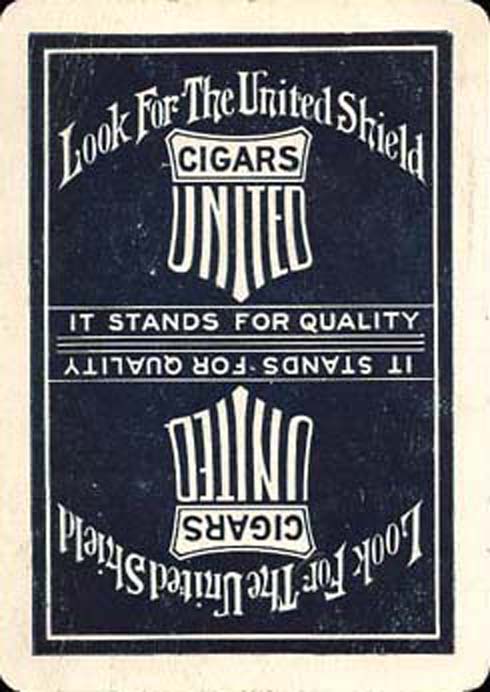 Look For The United Shield
CIGARS
UNITED
IT STANDS FOR QUALITY
IT STANDS FOR QUALITY
UNITED
CIGARS
Look For The United Shield